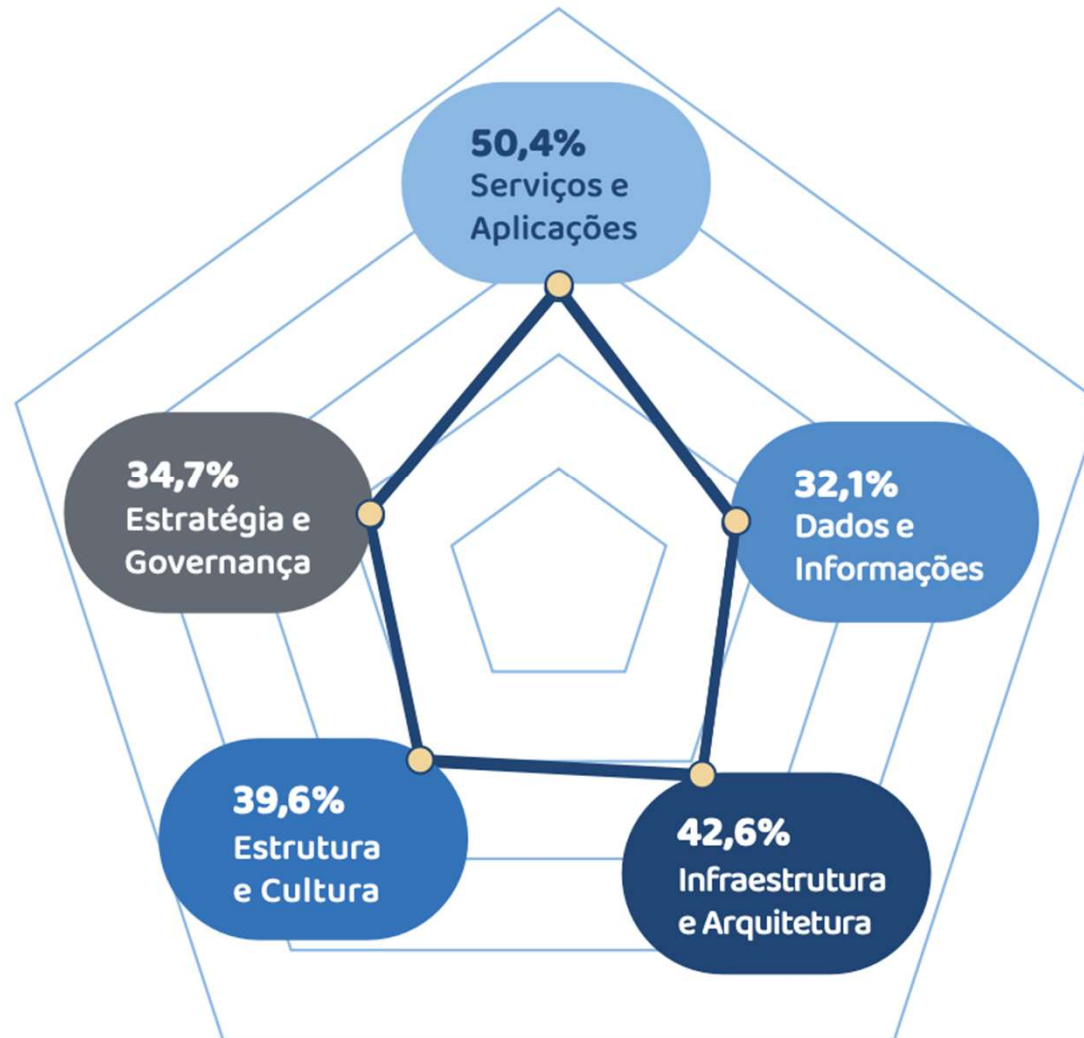 50,4%
Serviços e
Aplicações
34,7%
Estratégia e
Governança
32,1%
Dados e
Informações
39,6%
Estrutura
e Cultura
42,6%
Infraestrutura
e Arquitetura